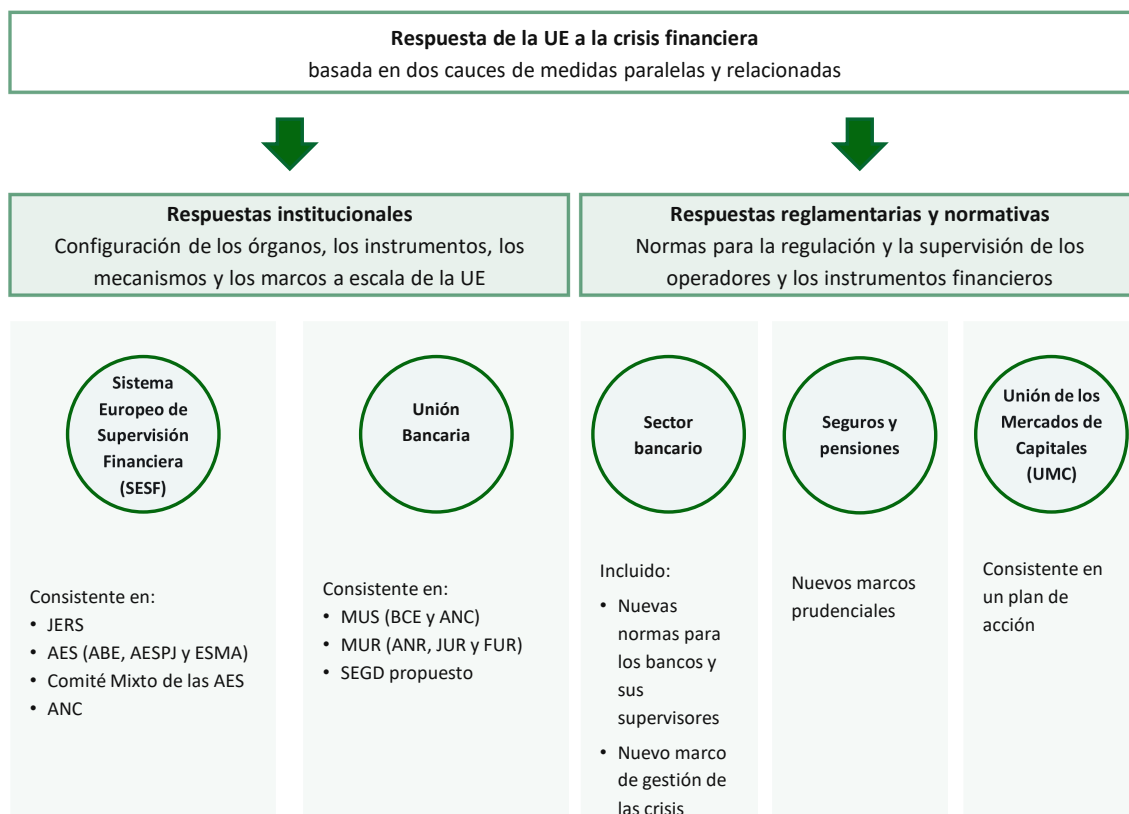 Respuesta de la UE a la crisis financiera
basada en dos cauces de medidas paralelas y relacionadas
Respuestas institucionales
Configuración de los órganos, los instrumentos, los
mecanismos y los marcos a escala de la UE
Respuestas reglamentarias y normativas
Normas para la regulación y la supervisión de los
operadores y los instrumentos financieros
Sistema
Europeo de
Supervisión
Financiera
(SESF)
Consistente en:
• JERS
• AES (ABE, AESPJ y ESMA)
• Comité Mixto de las AES
• ANC
Unión
Bancaria
Consistente en:
• MUS (BCE y ANC)
• MUR (ANR, JUR y FUR)
• SEGD propuesto
Sector
bancario
Incluido:
• Nuevas
normas para
los bancos y
sus
supervisores
• Nuevo marco
de gestión de
las crisis
Seguros y
pensiones
Nuevos marcos
prudenciales
Unión de los
Mercados de
Capitales
(UMC)
Consistente en
un plan de
acción